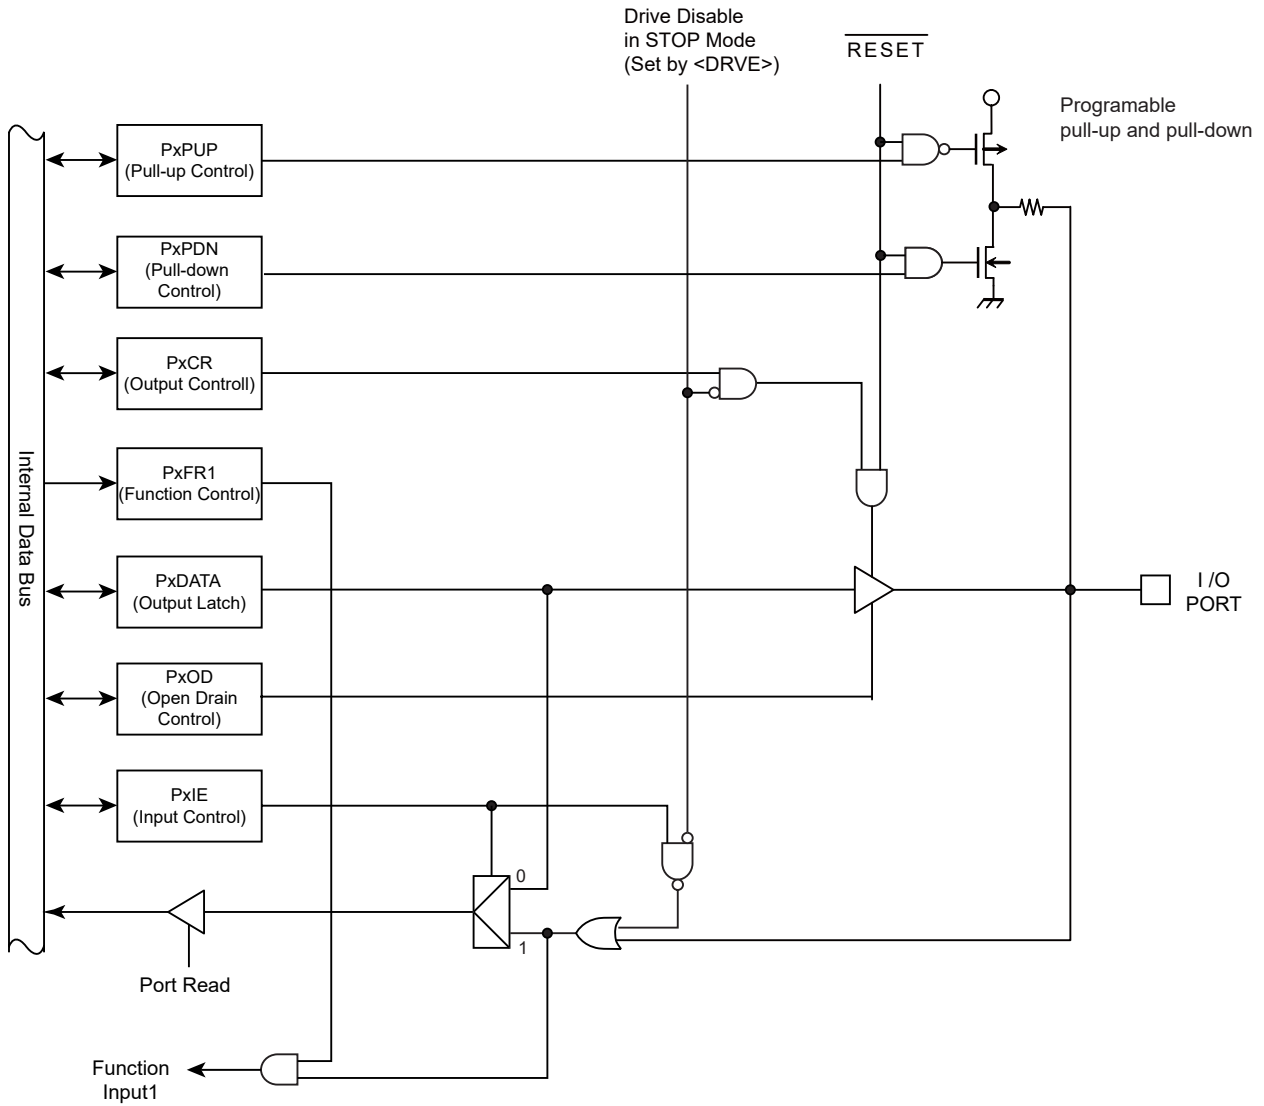 Drive Disable
in STOP Mode
(Set by <DRVE>)
RESET
Programable
pull-up and pull-down
PxPUP
(Pull-up Control)
PxPDN
(Pull-down
Control)
PxCR
(Output Controll)
PxFR1
(Function Control)
Internal Data Bus
PxDATA
(Output Latch)
I /O
PORT
PxOD
(Open Drain
Control)
PxIE
(Input Control)
0
1
Port Read
Function
Input1